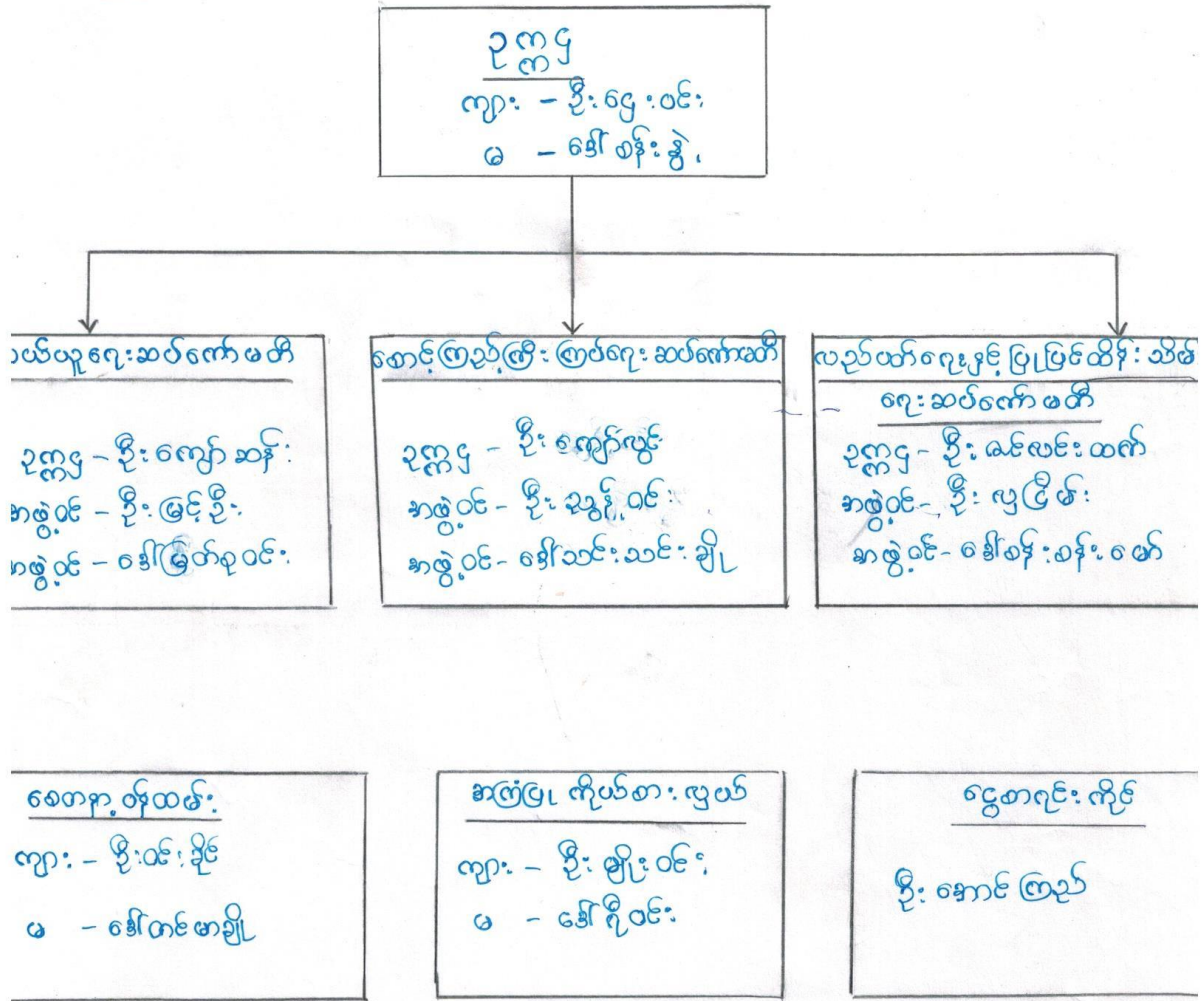 ဥက္ကဌ
ကျား - ဦးဌေးဝင်း
မ - ဒေါ်စန်းနွဲ့
ဝယ်ယူရေးဆပ်ကော်မတီ
ဥက္ကဌ - ဦးကျော်ဆန်း
အဖွဲ့ဝင် - ဦးမြင့်ဦး
အဖွဲ့ဝင် - ဒေါ်မြတ်စုဝင်း
စောင့်ကြည့်ကြီးကြပ်ရေးဆပ်ကော်မတီ
ဥက္ကဌ - ဦးကျော်လွင်
အဖွဲ့ဝင် - ဦးညွန့်ဝင်း
အဖွဲ့ဝင် - ဒေါ်သင်းသင်းချို
လည်ပတ်ရေးနှင့်ပြုပြင်ထိန်းသိမ်း
ရေးဆပ်ကော်မတီ
ဥက္ကဌ - ဦးဇင်လင်းထက်
အဖွဲ့ဝင် - ဦးလှငြိမ်း
အဖွဲ့ဝင် - ဒေါ်စန်းစန်းမော်
စေတနာ့ဝန်ထမ်း
ကျား - ဦးဝင်းခိုင်
မ - ဒေါ်တင်မာချို
အကြံပြုကိုယ်စားလှယ်
ကျား - ဦးမျိုးဝင်း
မ - ဒေါ်ရီဝင်း
ငွေစာရင်းကိုင်
ဦးအောင်ကြည်